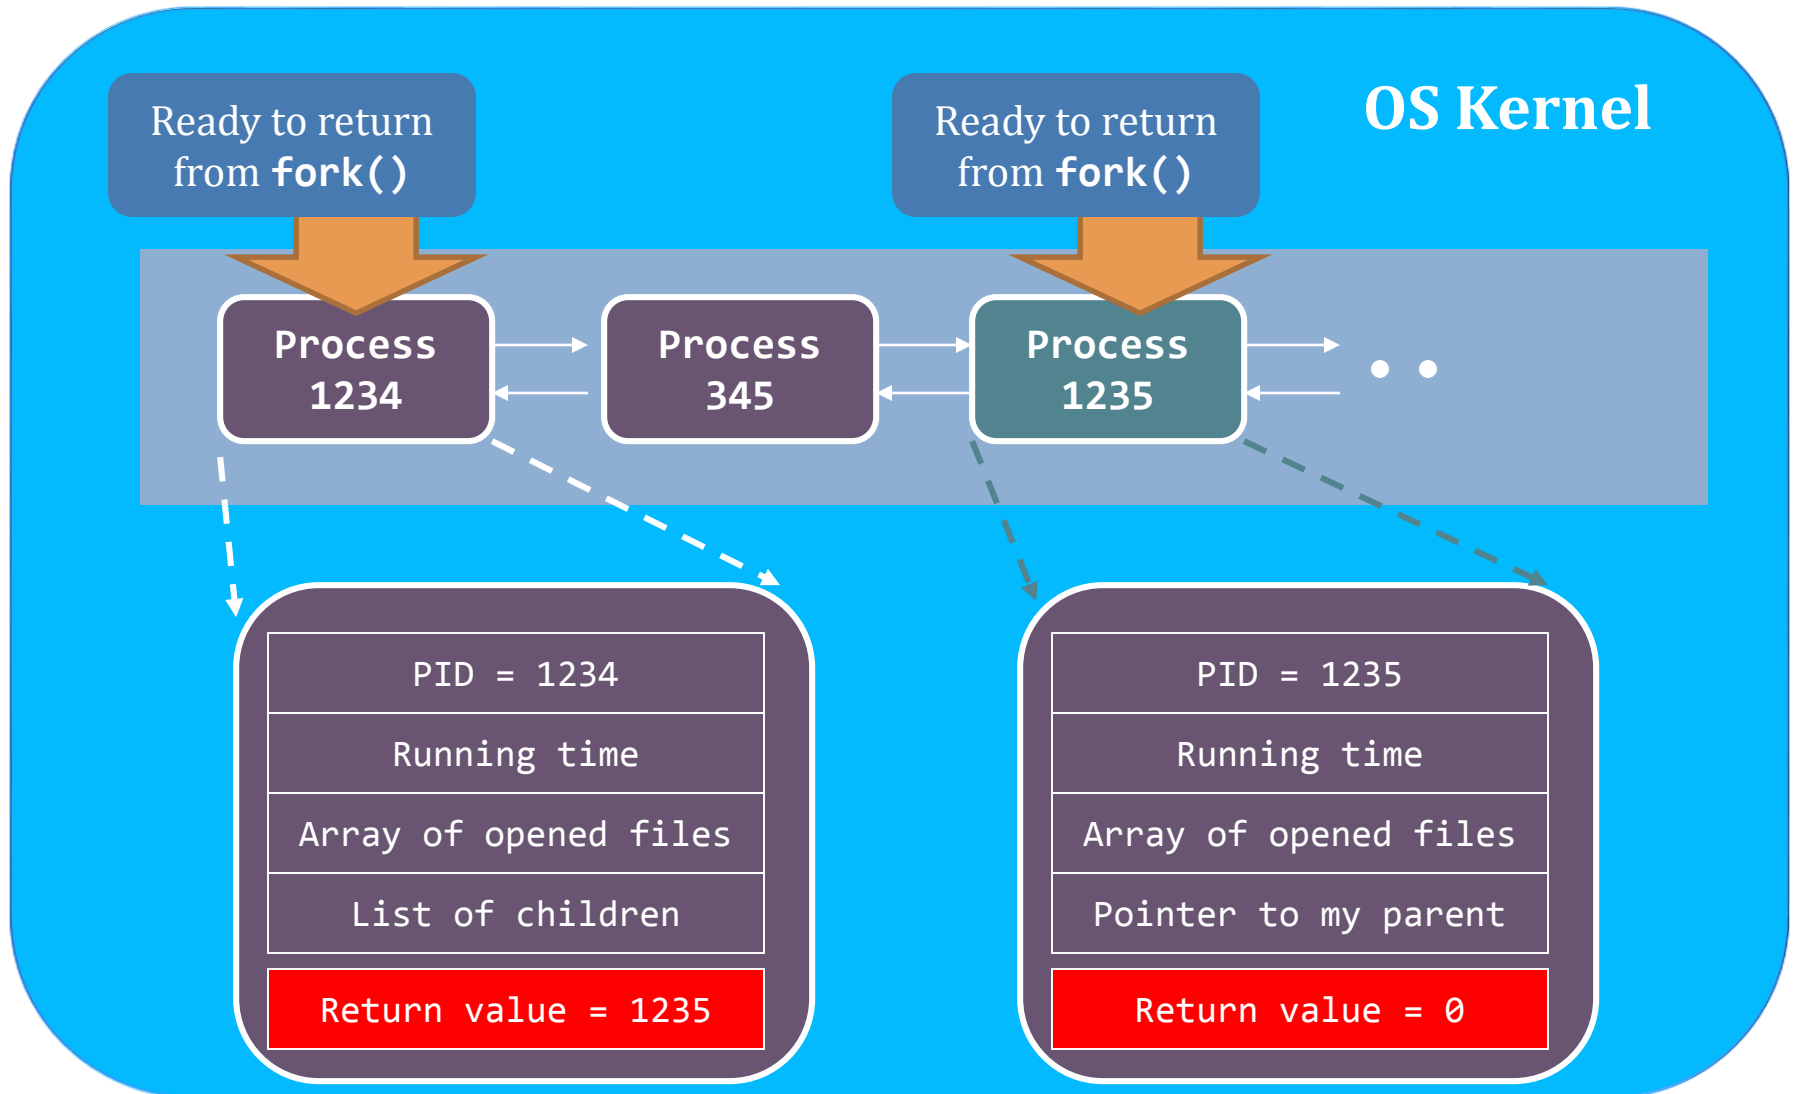 OS Kernel
Ready to return
from fork()
Ready to return
from fork()
Process
1234
Process
345
Process
1235
PID = 1234
Running time
Array of opened files
List of children
Return value = 1235
PID = 1235
Running time
Array of opened files
Pointer to my parent
Return value = 0